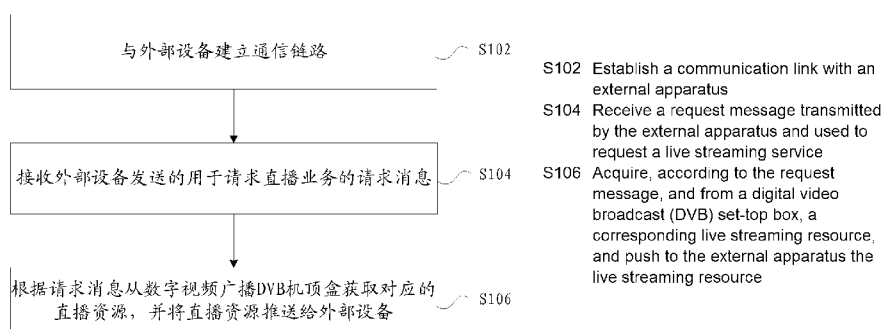 与外部设备建立通信链路
S102
接收外部设备发送的用于请求直播业务的请求消息
S104
根据请求消息从数字视频广播DVB机顶盒获取对应的
直播资源，并将直播资源推送给外部设备
S106
S102 Establish a communication link with an
external apparatus
S104 Receive a request message transmitted
by the external apparatus and used to
request a live streaming service
S106 Acquire, according to the request
message, and from a digital video
broadcast (DVB) set-top box, a
corresponding live streaming resource,
and push to the external apparatus the
live streaming resource